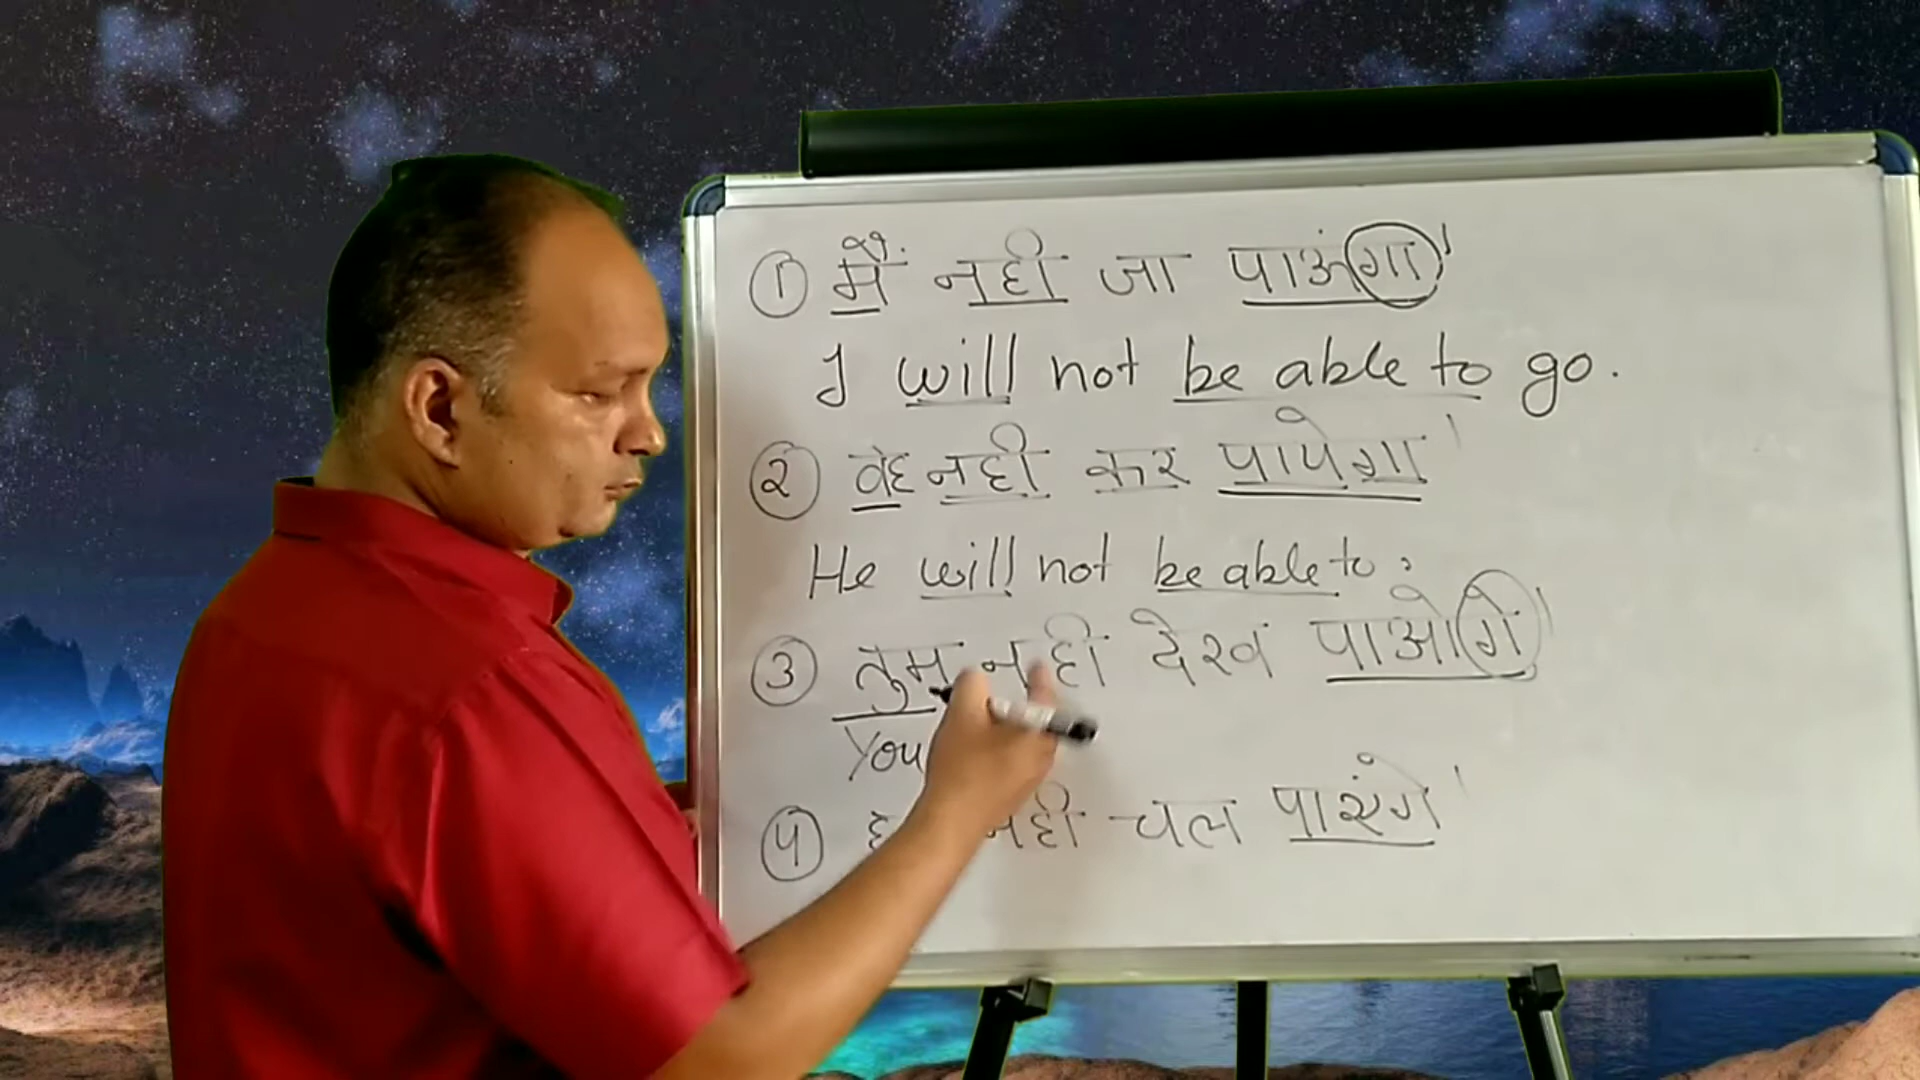 ① मैं नही जा पाऊंगा।
I will not be able to go.
② वह नही कर पायेगा।
He will not be able to
③ तुम नही देख पाओगे।
You
④ नही चल पाएंगे।